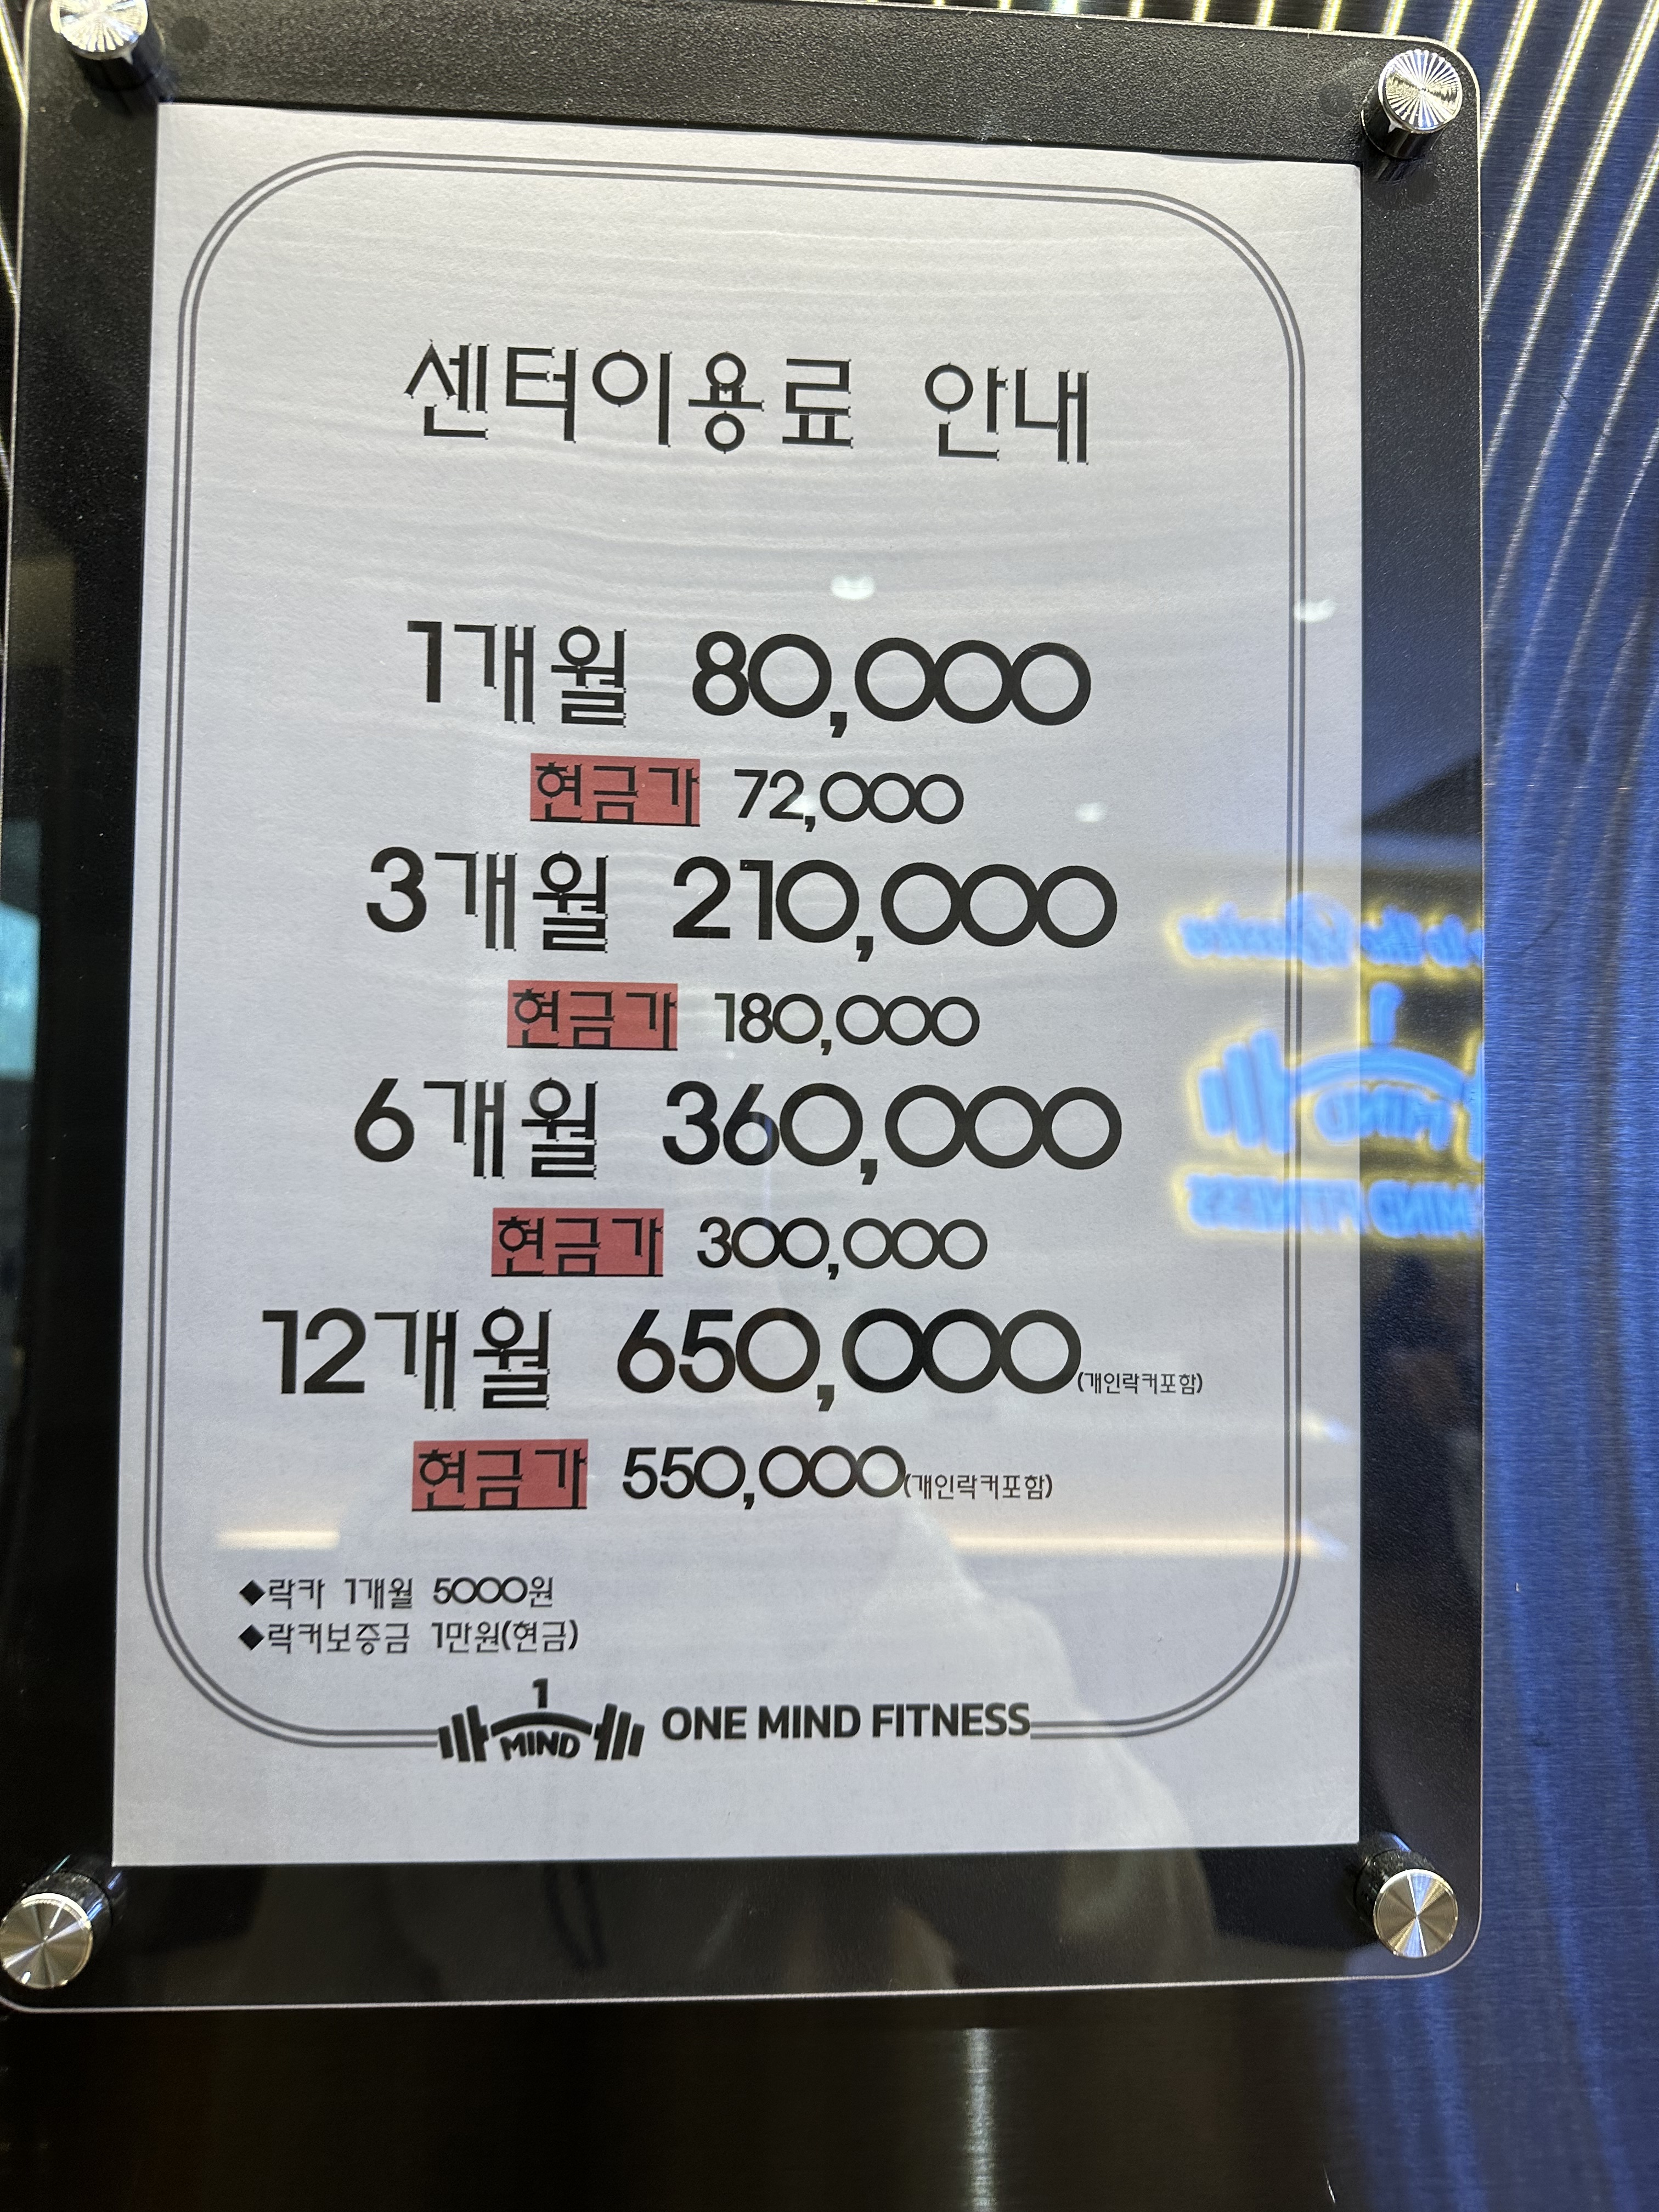 센터이용료 안내
1개월 80,000
현금가 72,000
3개월 210,000
현금가 180,000
6개월 360,000
현금가 300,000
12개월 650,000(개인락커포함)
현금가 550,000(개인락커포함)
◆락카 1개월 5000원
◆락커보증금 1만원(현금)
1
MIND
ONE MIND FITNESS
MIND
MIND FITNESS